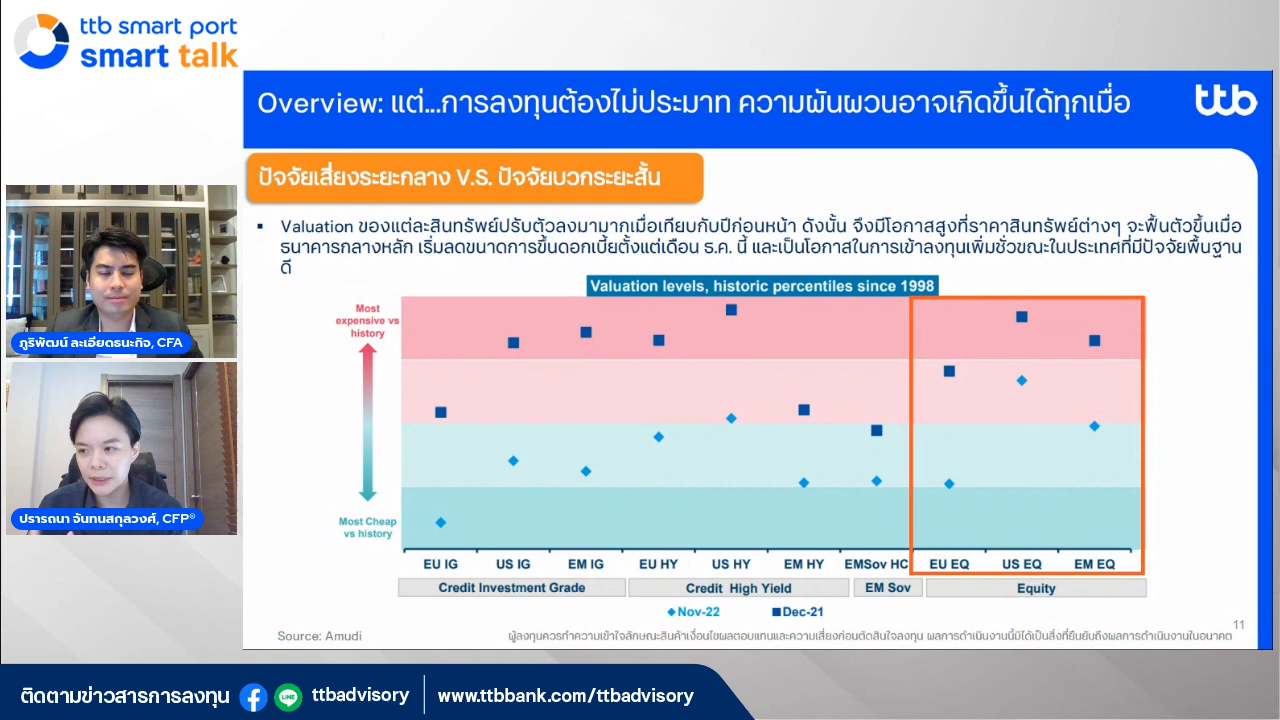 ttb smart port
smart talk
Overview: แต่...การลงทุนต้องไม่ประมาท ความผันผวนอาจเกิดขึ้นได้ทุกเมื่อ
ttb
ปัจจัยเสี่ยงระยะกลาง V.S. ปัจจัยบวกระยะสั้น
▪ Valuation ของแต่ละสินทรัพย์ปรับตัวลงมามากเมื่อเทียบกับปีก่อนหน้า ดังนั้น จึงมีโอกาสสูงที่ราคาสินทรัพย์ต่างๆ จะฟื้นตัวขึ้นเมื่อ
ธนาคารกลางหลัก เริ่มลดขนาดการขึ้นดอกเบี้ยตั้งแต่เดือน ธ.ค. นี้ และเป็นโอกาสในการเข้าลงทุนเพิ่มชั่วขณะในประเทศที่มีปัจจัยพื้นฐาน
ดี
Valuation levels, historic percentiles since 1998
Most
expensive vs
history
Most Cheap
vs history
EU IG US IG EM IG EU HY US HY EM HY EMSov HC EU EQ US EQ EM EQ
Credit Investment Grade Credit High Yield EM Sov Equity
Nov-22 Dec-21
11
Source: Amudi
ผู้ลงทุนควรทำความเข้าใจลักษณะสินค้าเงื่อนไขผลตอบแทนและความเสี่ยงก่อนตัดสินใจลงทุน ผลการดำเนินงานนี้มิได้เป็นสิ่งที่ยืนยันถึงผลการดำเนินงานในอนาคต
ภูริพัฒน์ ละเอียดธนะกิจ, CFA
ปรารถนา จันทนสกุลวงศ์, CFP®
ติดตามข่าวสารการลงทุน LINE ttbadvisory www.ttbbank.com/ttbadvisory